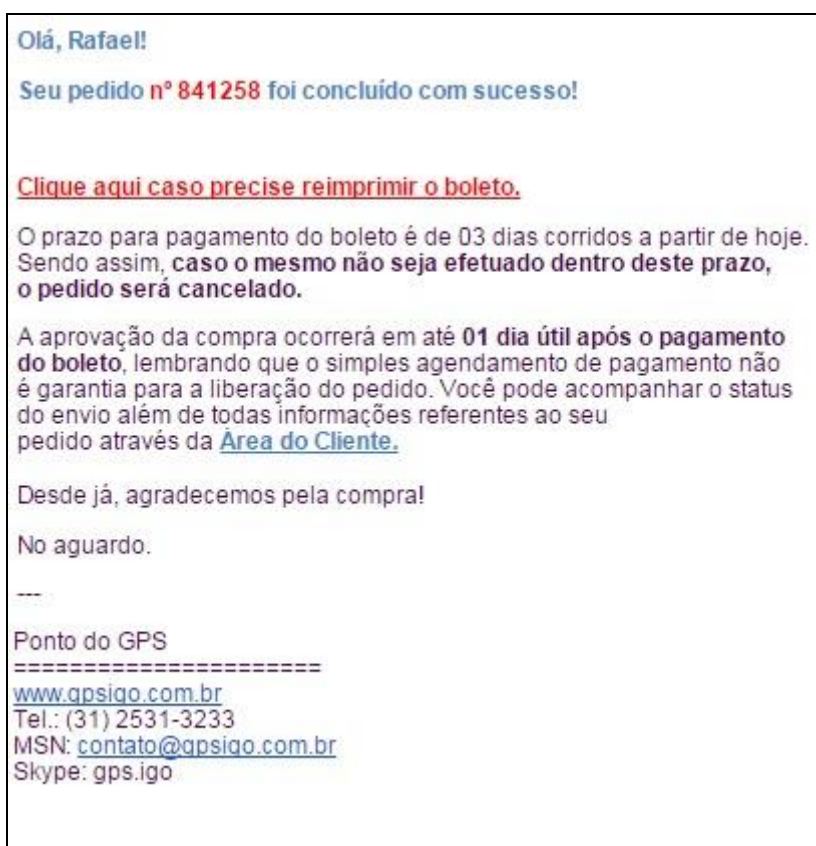 Olá, Rafael!
Seu pedido nº 841258 foi concluído com sucesso!
Clique aqui caso precise reimprimir o boleto.
O prazo para pagamento do boleto é de 03 dias corridos a partir de hoje.
Sendo assim, caso o mesmo não seja efetuado dentro deste prazo,
o pedido será cancelado.
A aprovação da compra ocorrerá em até 01 dia útil após o pagamento
do boleto, lembrando que o simples agendamento de pagamento não
é garantia para a liberação do pedido. Você pode acompanhar o status
do envio além de todas informações referentes ao seu
pedido através da Área do Cliente.
Desde já, agradecemos pela compra!
No aguardo.
---
Ponto do GPS
======================
www.gpsigo.com.br
Tel.: (31) 2531-3233
MSN: contato@gpsigo.com.br
Skype: gps.igo